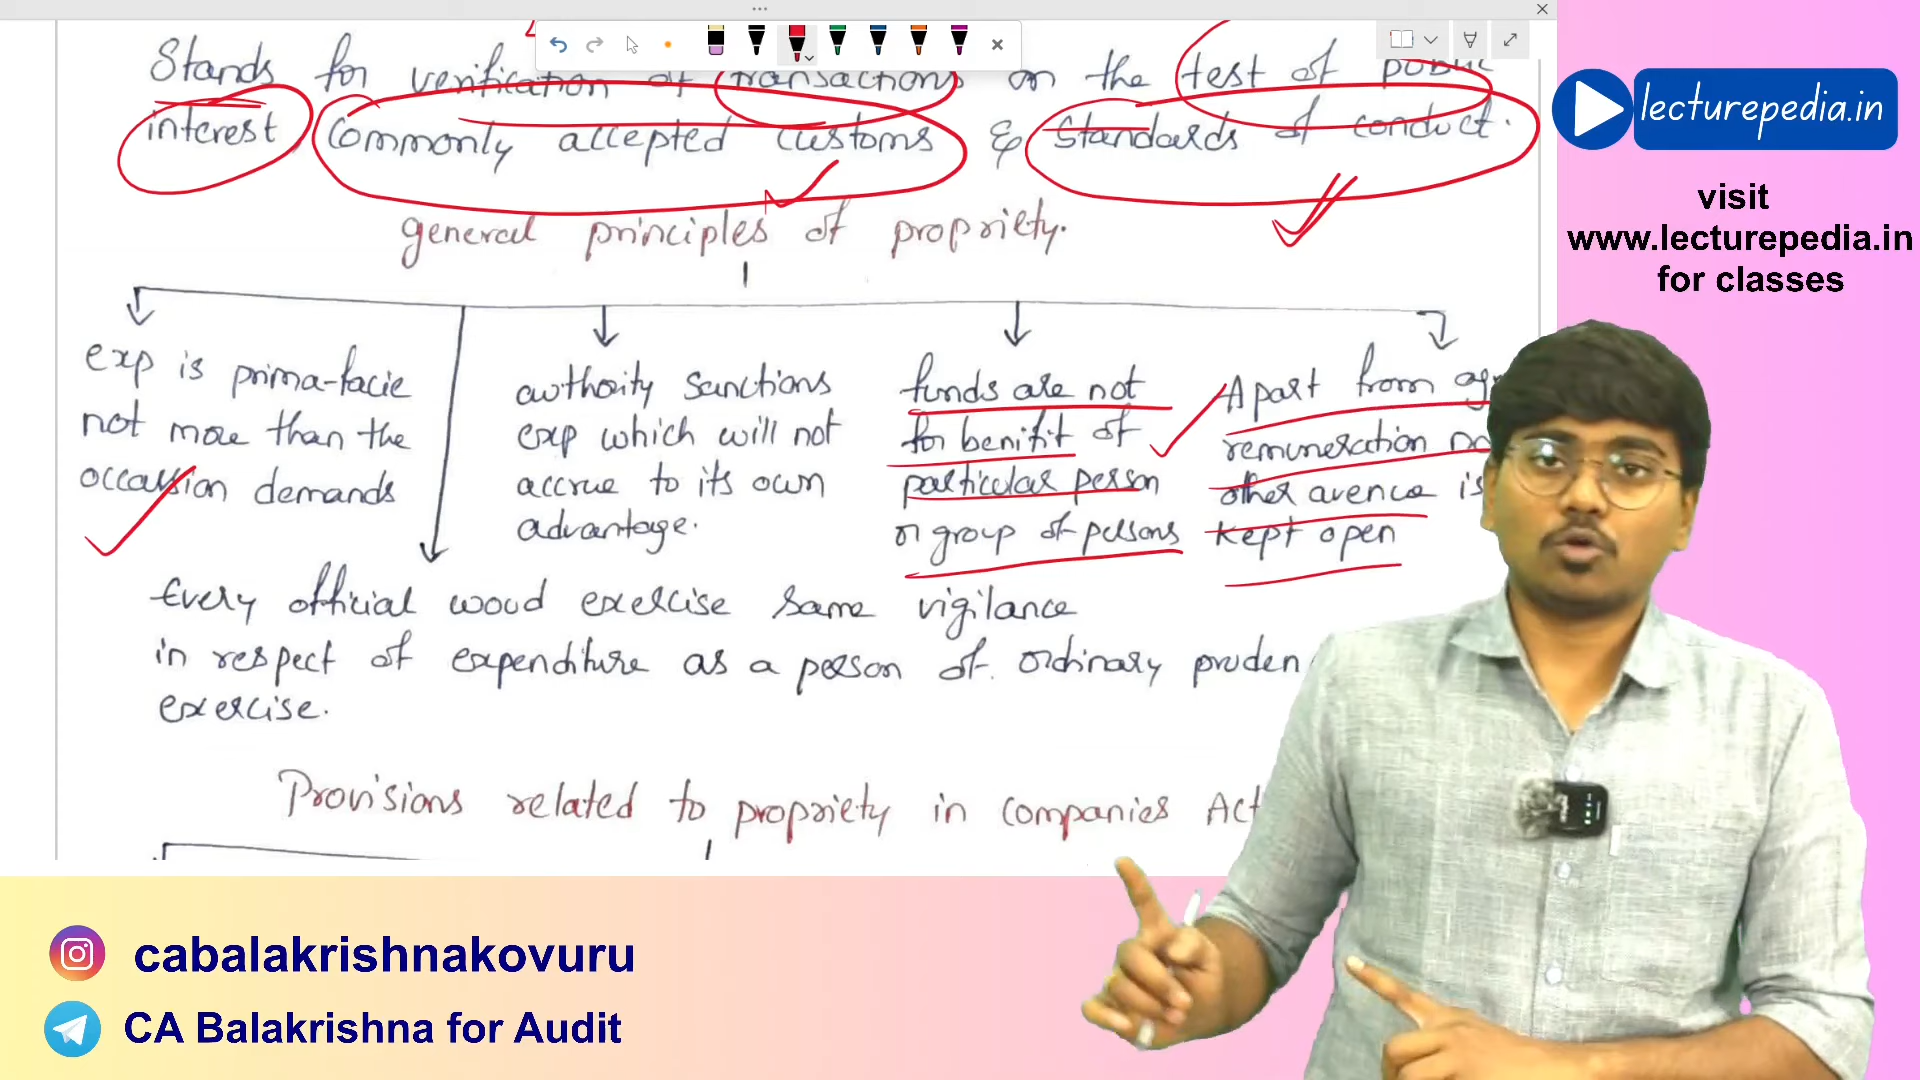 Stands for verification of transactions on the test of public
interest commonly accepted customs & standards of conduct.
general principles of propriety.
exp is prima-facie
not more than the
occassion demands
authority sanctions
exp which will not
accrue to its own
advantage.
funds are not
for benifit of
particular person
or group of persons
Apart from
remuneration
other avenue is
kept open
Every official woud exercise same vigilance
in respect of expenditure as a person of ordinary
exercise.
Provisions related to propriety in companies Act
lecturepedia.in
visit
www.lecturepedia.in
for classes
cabalakrishnakovuru
CA Balakrishna for Audit